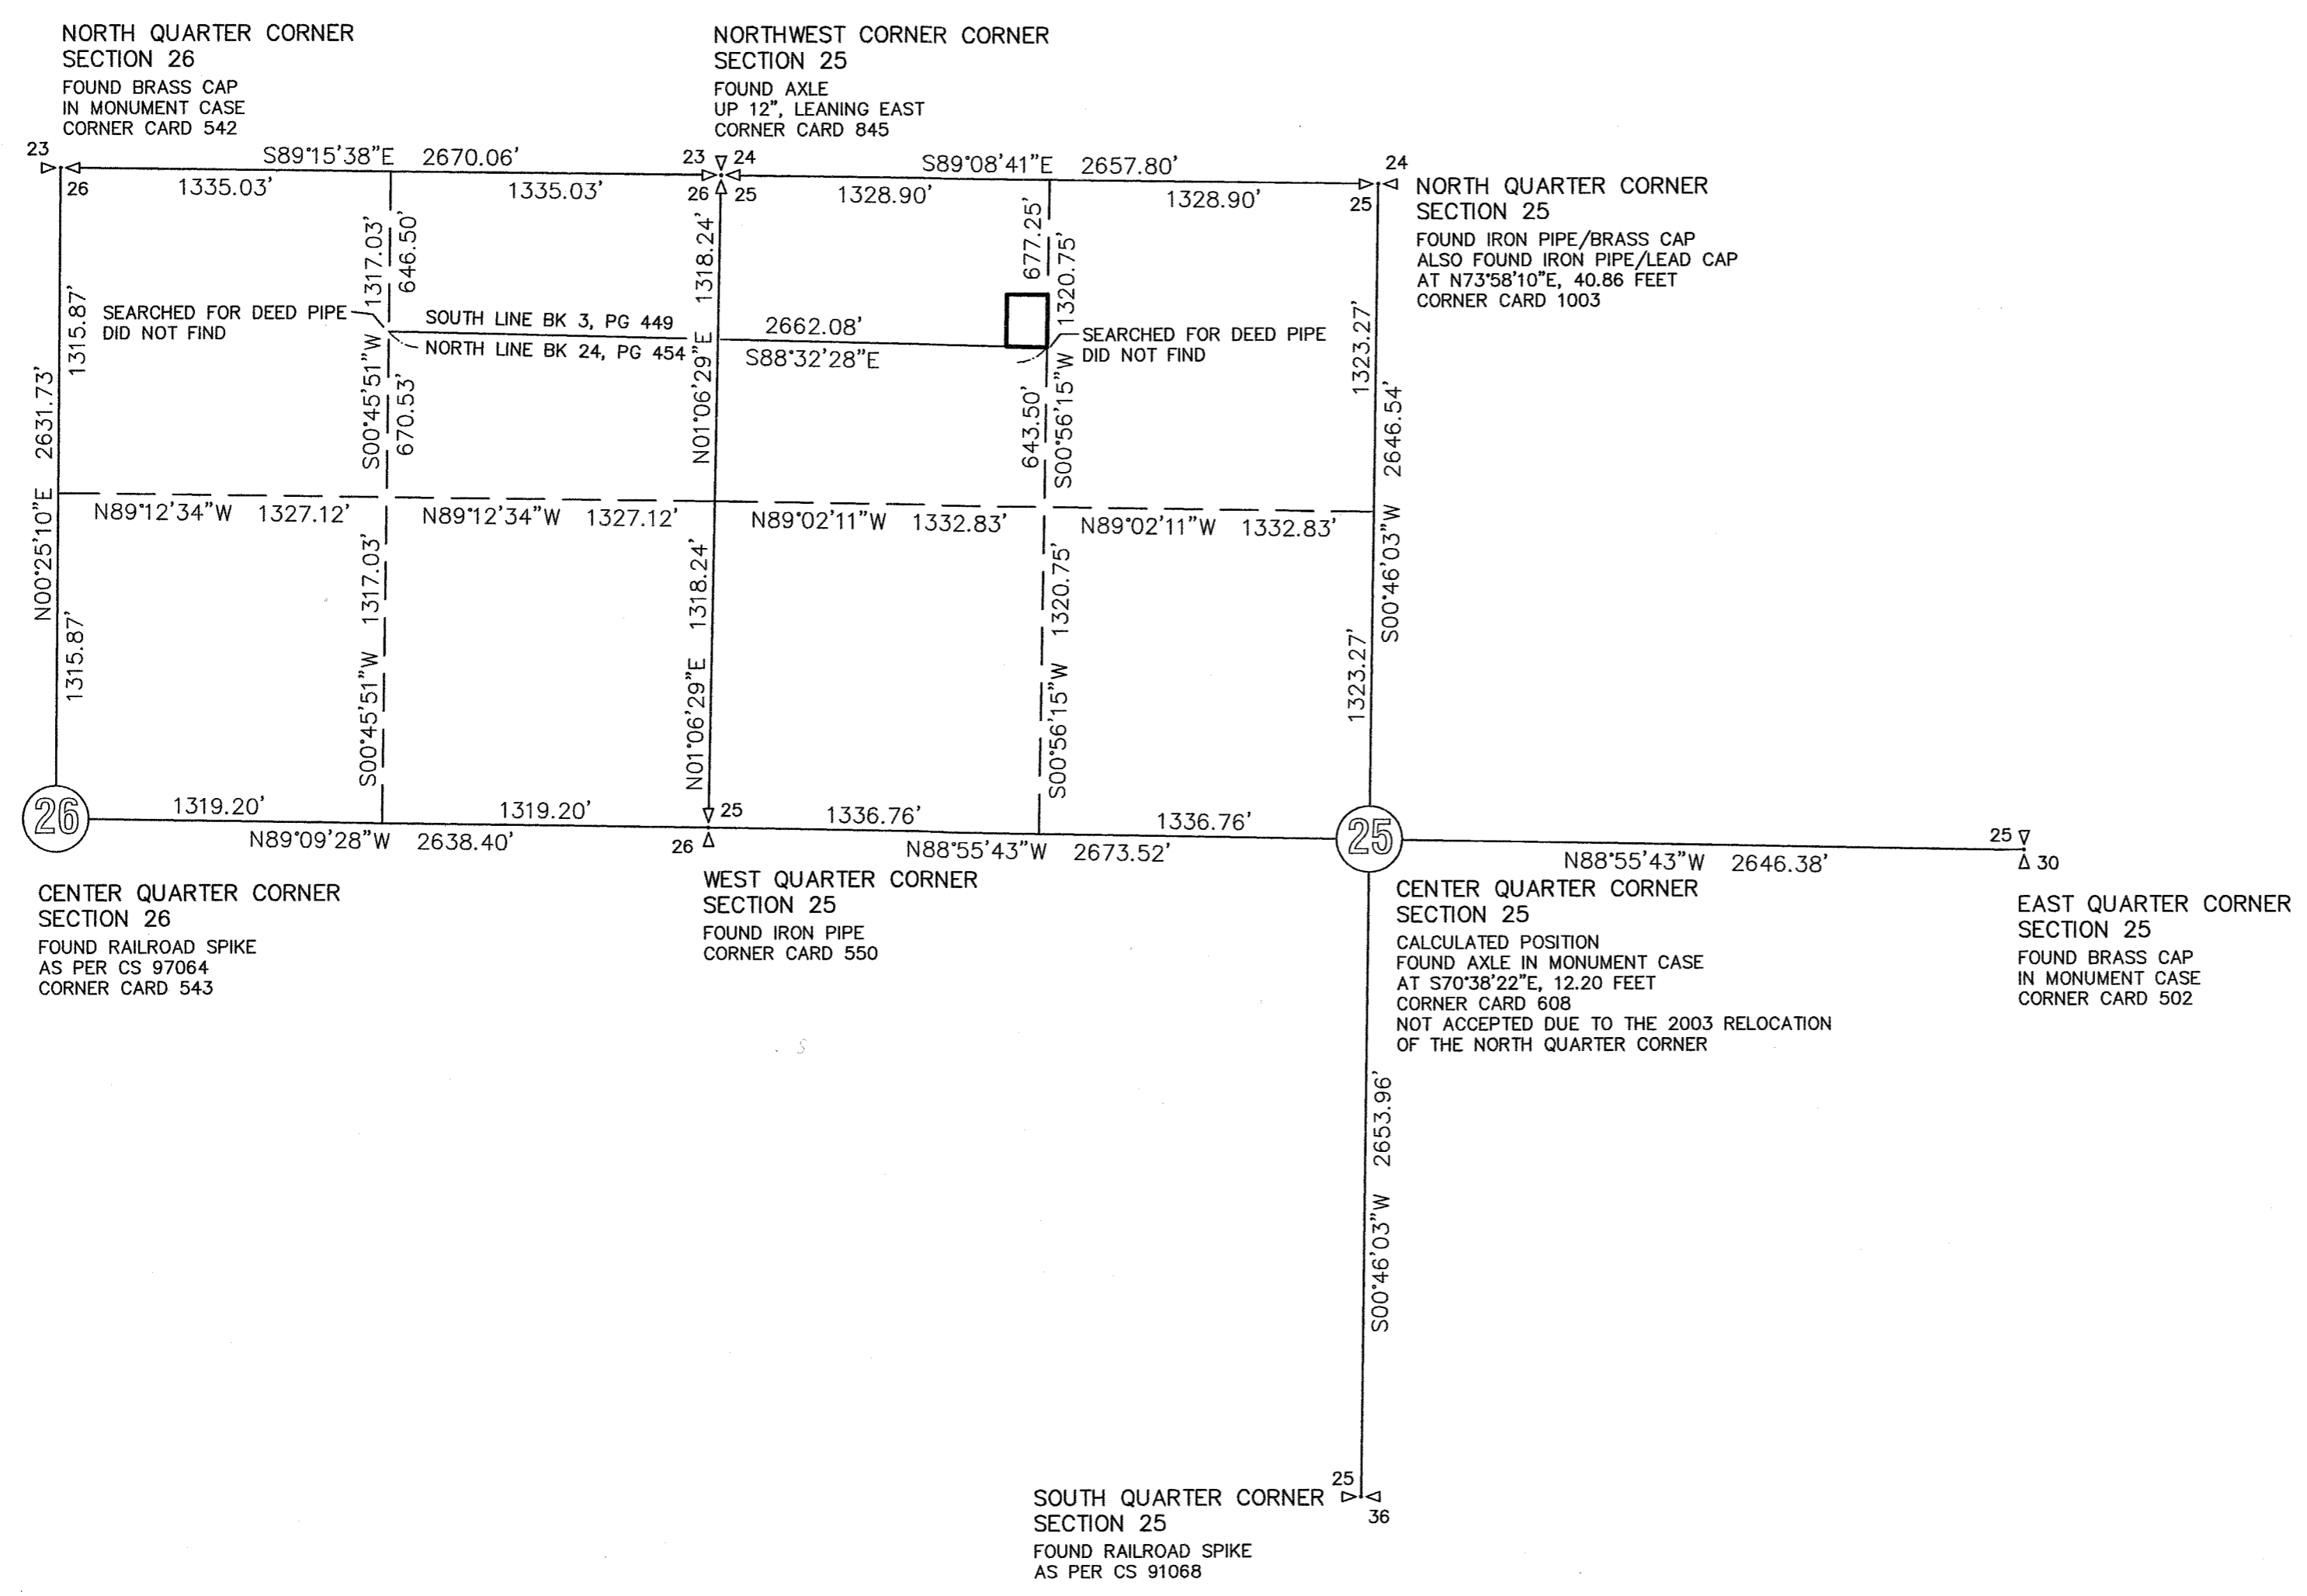 NORTH QUARTER CORNER
SECTION 26
FOUND BRASS CAP
IN MONUMENT CASE
CORNER CARD 542
NORTHWEST CORNER CORNER
SECTION 25
FOUND AXLE
UP 12", LEANING EAST
CORNER CARD 845
23
26
S89°15'38"E 2670.06'
1335.03'
1335.03'
23
24
26
25
S89°08'41"E 2657.80'
1328.90'
1328.90'
24
25
NORTH QUARTER CORNER
SECTION 25
FOUND IRON PIPE/BRASS CAP
ALSO FOUND IRON PIPE/LEAD CAP
AT N73°58'10"E, 40.86 FEET
CORNER CARD 1003
N00°25'10"E 2631.73'
1315.87'
1315.87'
SEARCHED FOR DEED PIPE
DID NOT FIND
S00°45'51"W 1317.03'
646.50'
670.53'
SOUTH LINE BK 3, PG 449
NORTH LINE BK 24, PG 454
N01°06'29"E 1318.24'
2662.08'
S88°32'28"E
677.25'
643.50'
S00°56'15"W 1320.75'
SEARCHED FOR DEED PIPE
DID NOT FIND
1323.27'
S00°46'03"W 2646.54'
N89°12'34"W 1327.12'
N89°12'34"W 1327.12'
N89°02'11"W 1332.83'
N89°02'11"W 1332.83'
S00°45'51"W 1317.03'
N01°06'29"E 1318.24'
S00°56'15"W 1320.75'
1323.27'
26
1319.20'
1319.20'
N89°09'28"W 2638.40'
25
26
1336.76'
1336.76'
N88°55'43"W 2673.52'
25
N88°55'43"W 2646.38'
25
30
CENTER QUARTER CORNER
SECTION 26
FOUND RAILROAD SPIKE
AS PER CS 97064
CORNER CARD 543
WEST QUARTER CORNER
SECTION 25
FOUND IRON PIPE
CORNER CARD 550
CENTER QUARTER CORNER
SECTION 25
CALCULATED POSITION
FOUND AXLE IN MONUMENT CASE
AT S70°38'22"E, 12.20 FEET
CORNER CARD 608
NOT ACCEPTED DUE TO THE 2003 RELOCATION
OF THE NORTH QUARTER CORNER
EAST QUARTER CORNER
SECTION 25
FOUND BRASS CAP
IN MONUMENT CASE
CORNER CARD 502
S00°46'03"W 2653.96'
25
36
SOUTH QUARTER CORNER
SECTION 25
FOUND RAILROAD SPIKE
AS PER CS 91068